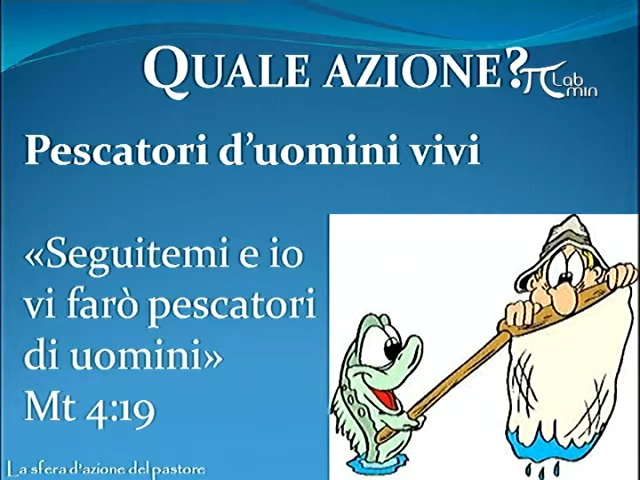 QUALE AZIONE?
π Lab
min
Pescatori d'uomini vivi
«Seguitemi e io
vi farò pescatori
di uomini»
Mt 4:19
La sfera d'azione del pastore